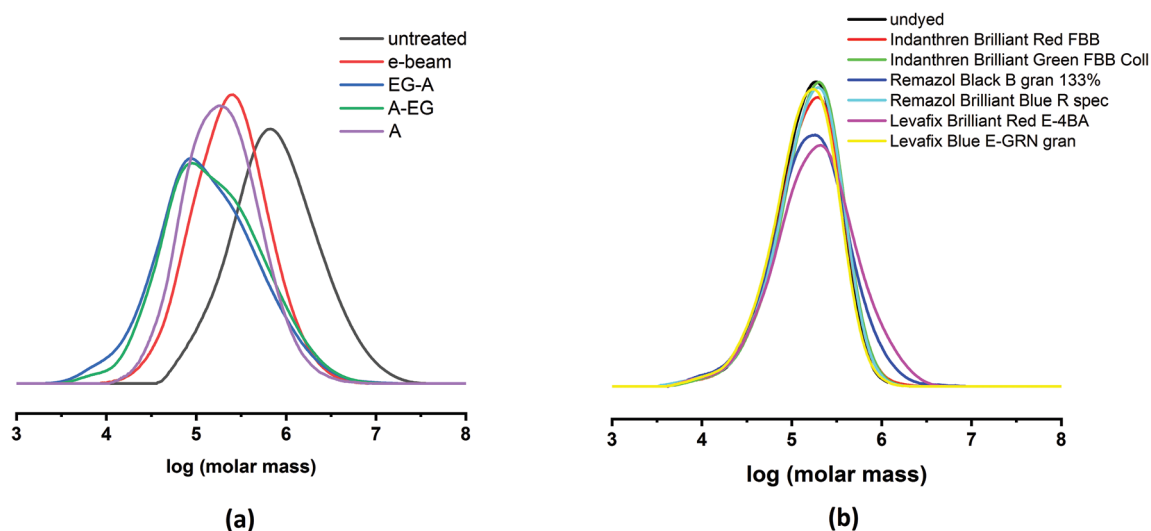 untreated
e-beam
EG-A
A-EG
A
3 4 5 6 7 8
log (molar mass)
(a)
undyed
Indanthren Brilliant Red FBB
Indanthren Brilliant Green FBB Coll
Remazol Black B gran 133%
Remazol Brilliant Blue R spec
Levafix Brilliant Red E-4BA
Levafix Blue E-GRN gran
3 4 5 6 7 8
log (molar mass)
(b)